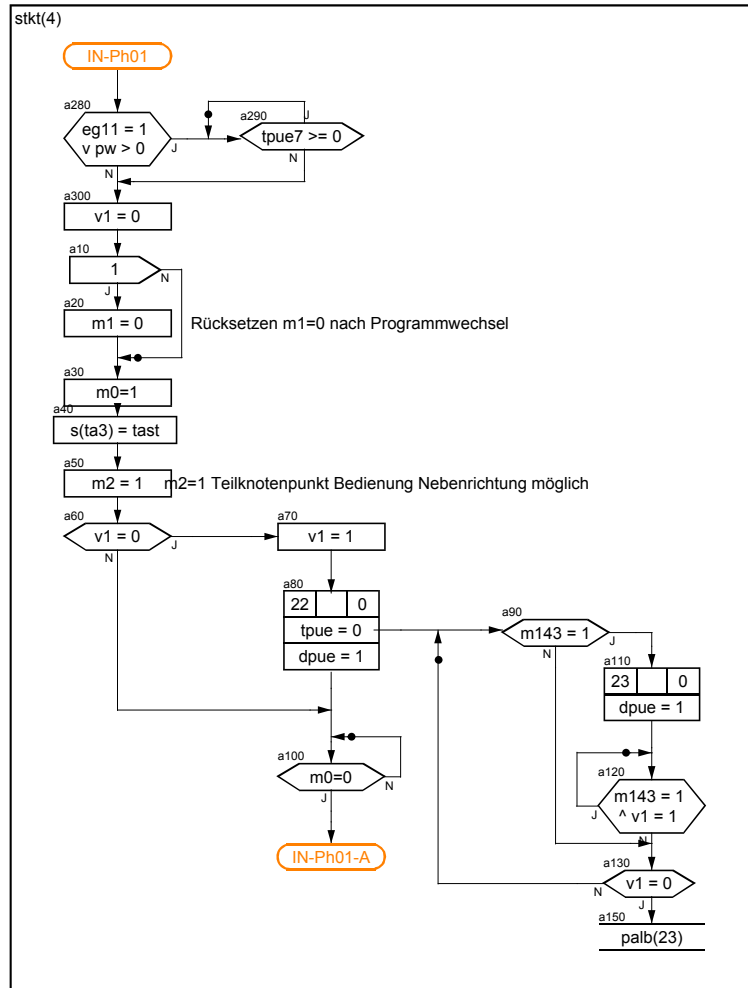 stkt(4)
IN-Ph01
a280
eg11 = 1
v pw > 0
J
N
a290
tpue7 >= 0
J
N
a300
v1 = 0
a10
1
N
J
a20
m1 = 0
Rücksetzen m1=0 nach Programmwechsel
a30
m0=1
a40
s(ta3) = tast
a50
m2 = 1
m2=1 Teilknotenpunkt Bedienung Nebenrichtung möglich
a60
v1 = 0
J
N
a70
v1 = 1
a80
22
0
tpue = 0
dpue = 1
a90
m143 = 1
J
N
a110
23
0
dpue = 1
a100
m0=0
N
J
a120
m143 = 1
^ v1 = 1
J
N
IN-Ph01-A
a130
v1 = 0
N
J
a150
palb(23)